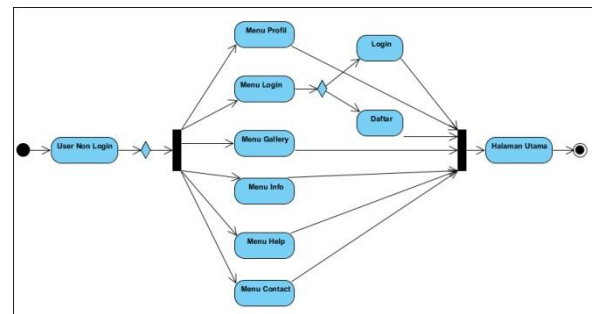 Menu Profil
Login
Menu Login
Daftar
User Non Login
Menu Gallery
Halaman Utama
Menu Info
Menu Help
Menu Contact